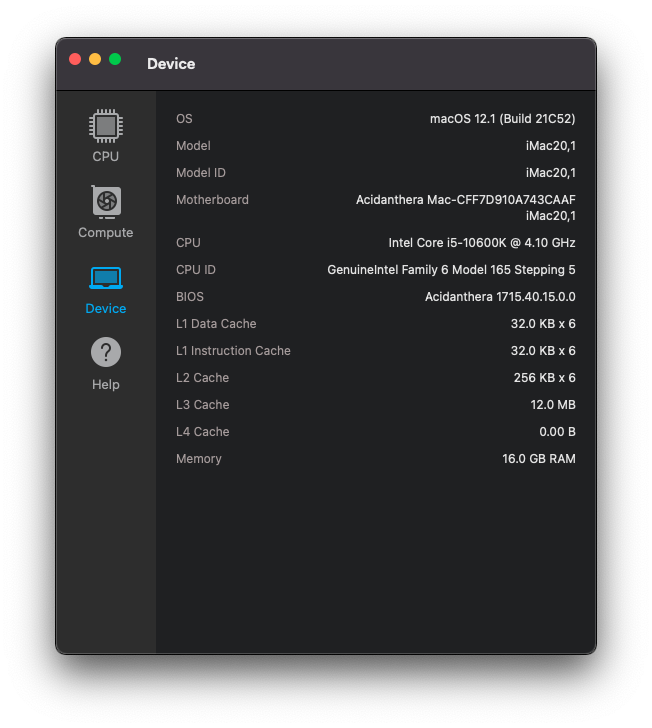 Device
CPU
Compute
Device
Help
OS macOS 12.1 (Build 21C52)
Model iMac20,1
Model ID iMac20,1
Motherboard Acidanthera Mac-CFF7D910A743CAAF
iMac20,1
CPU Intel Core i5-10600K @ 4.10 GHz
CPU ID GenuineIntel Family 6 Model 165 Stepping 5
BIOS Acidanthera 1715.40.15.0.0
L1 Data Cache 32.0 KB x 6
L1 Instruction Cache 32.0 KB x 6
L2 Cache 256 KB x 6
L3 Cache 12.0 MB
L4 Cache 0.00 B
Memory 16.0 GB RAM